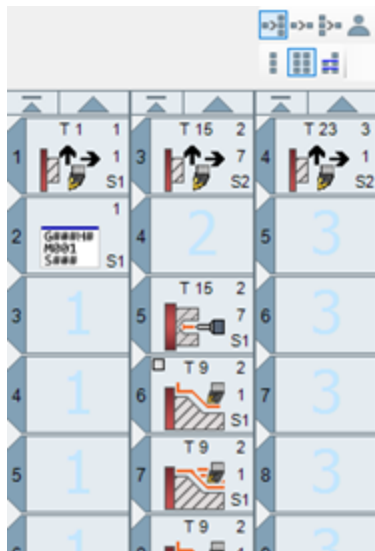 T 1 1 T 15 2 T 23 3
1 1 3 7 4 1
S1 S2 S2
1
2 G###M# 4 2 5 3
M001
S### S1
T 15 2
3 1 5 7 6 3
S1
T 9 2
4 1 6 1 7 3
S1
T 9 2
5 1 7 1 8 3
S1
T 9 2